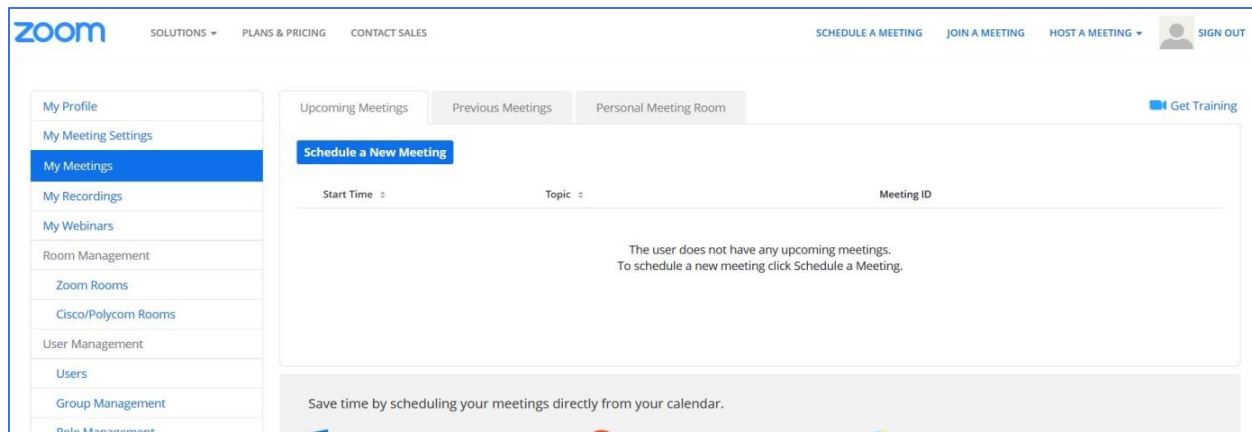 zoom SOLUTIONS PLANS & PRICING CONTACT SALES SCHEDULE A MEETING JOIN A MEETING HOST A MEETING SIGN OUT
My Profile
My Meeting Settings
My Meetings
My Recordings
My Webinars
Room Management
Zoom Rooms
Cisco/Polycom Rooms
User Management
Users
Group Management
Role Management
Upcoming Meetings Previous Meetings Personal Meeting Room Get Training
Schedule a New Meeting
Start Time Topic Meeting ID
The user does not have any upcoming meetings.
To schedule a new meeting click Schedule a Meeting.
Save time by scheduling your meetings directly from your calendar.